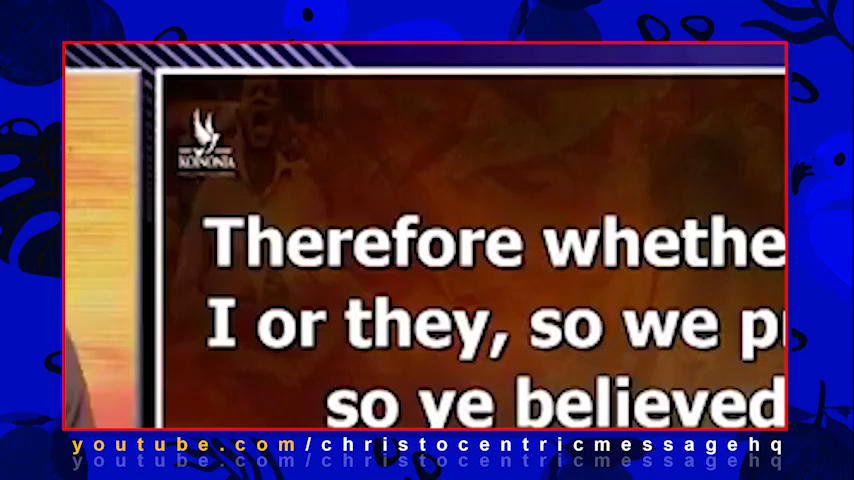 KOINONIA
Therefore whethe
I or they, so we p
so ye believed
youtube.com/christocentricmessagehq
youtube.com/christocentricmessagehq